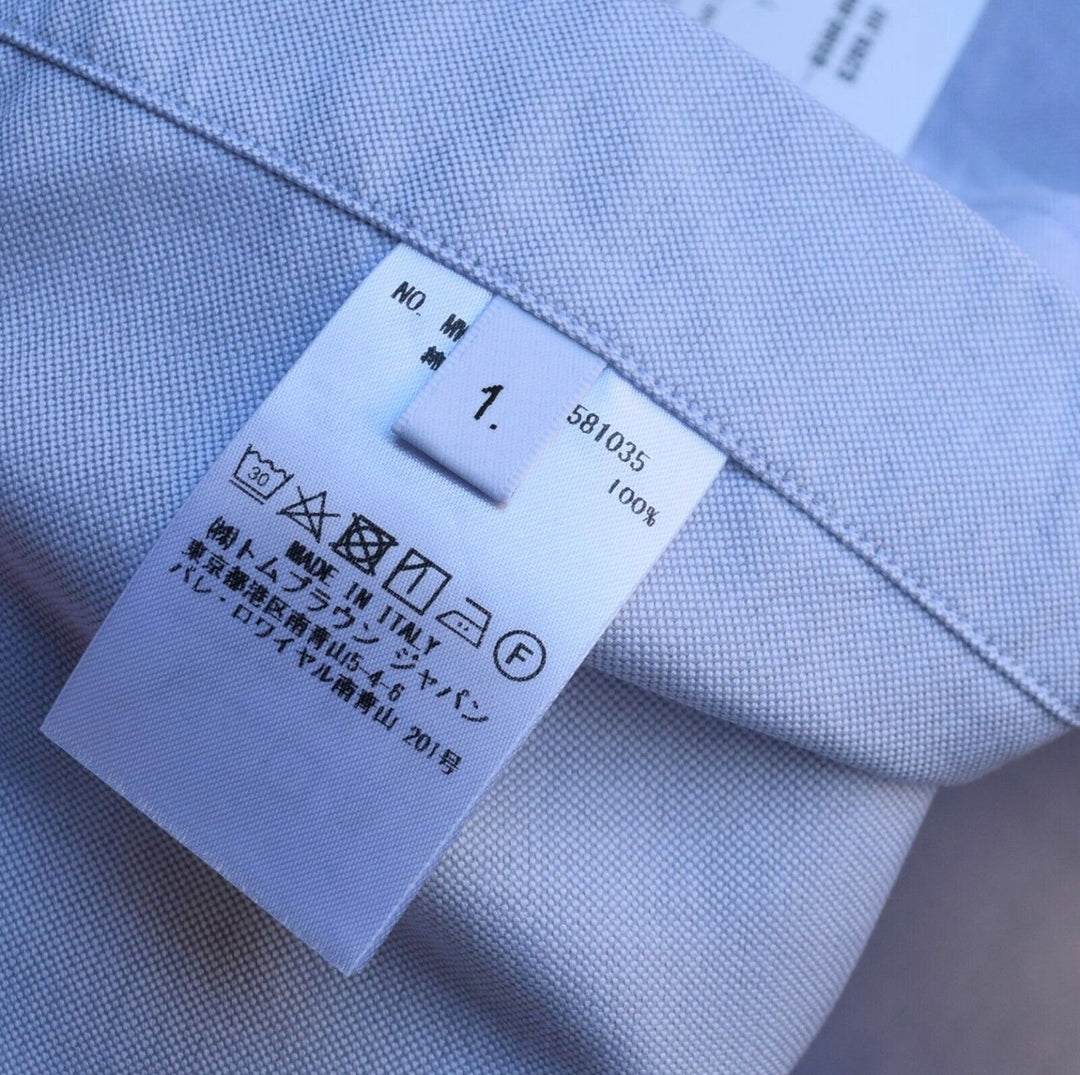 NO. MW
581035
綿
100%
1.
30
MADE IN ITALY
F
㈱トムブラウン ジャパン
東京都港区南青山5-4-6
パレ・ロワイヤル南青山 201号